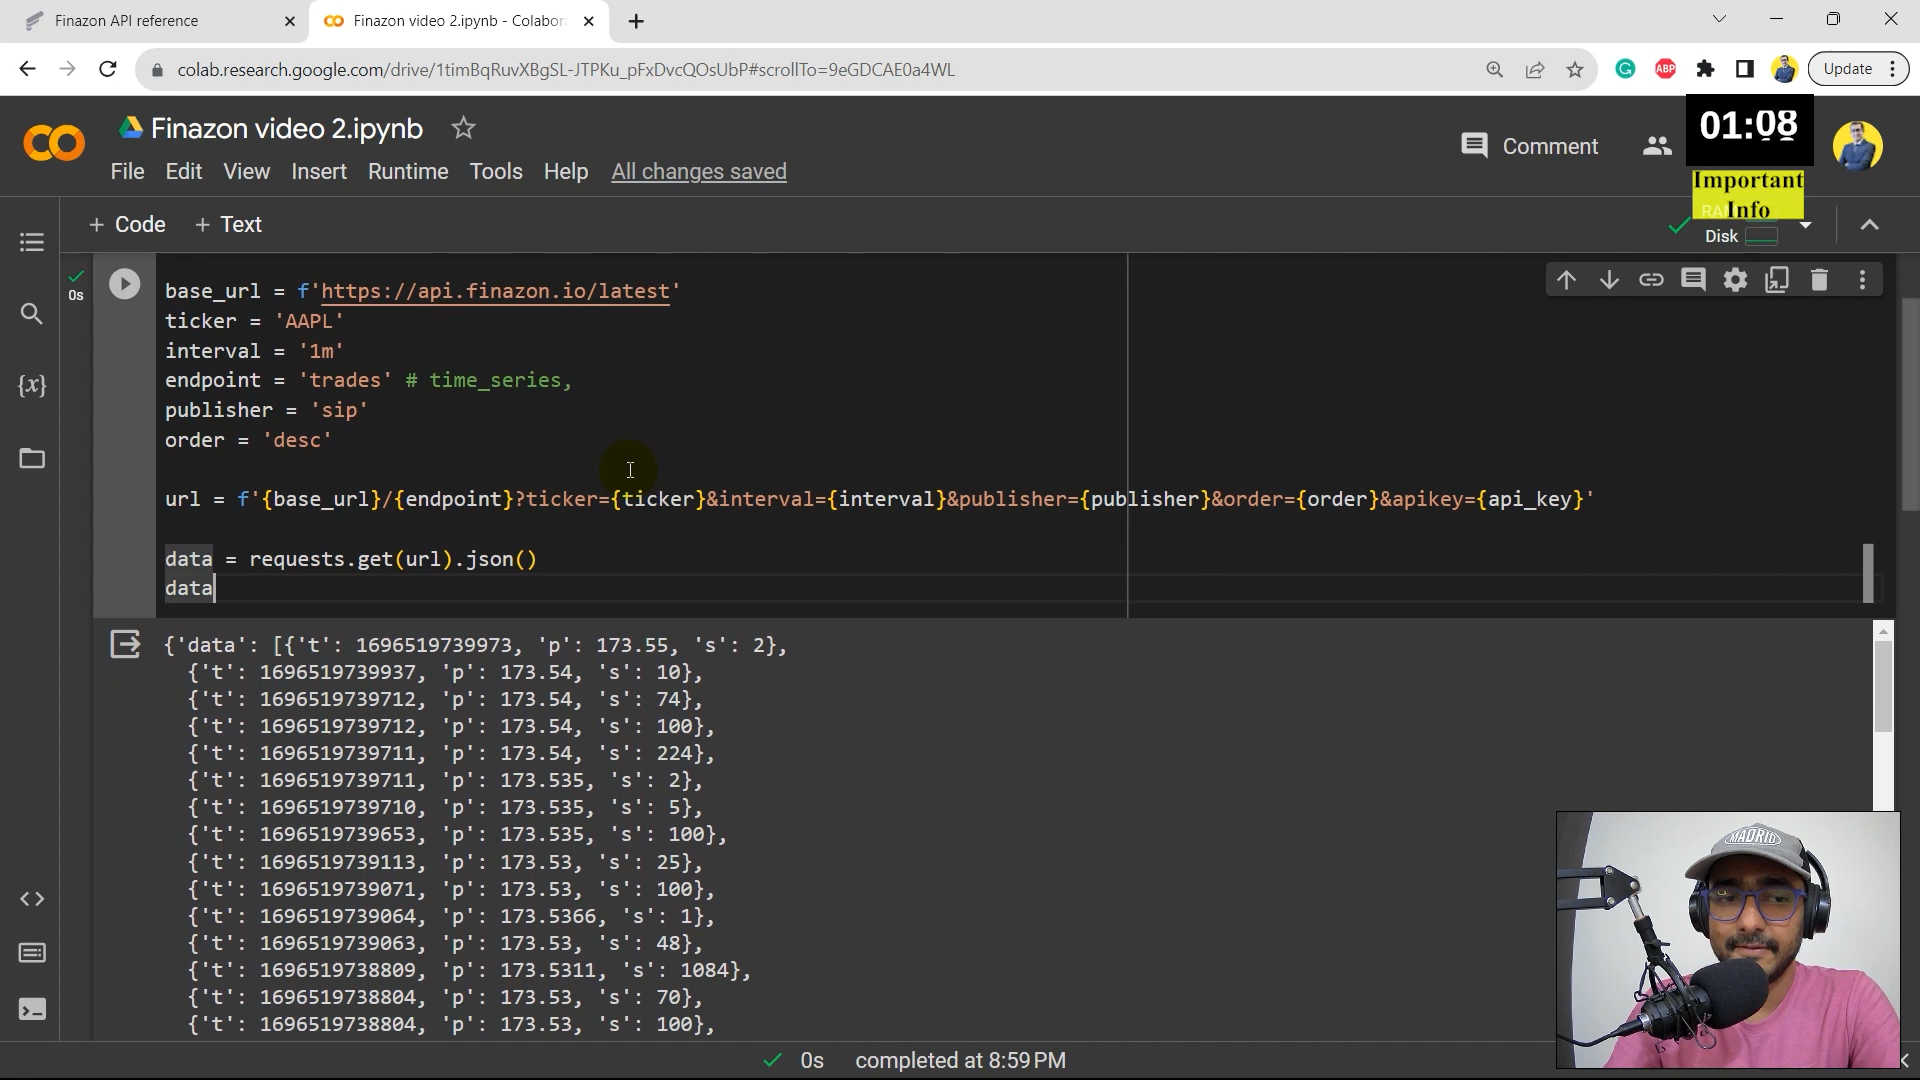 Finazon API reference
Finazon video 2.ipynb - Colabor
colab.research.google.com/drive/1timBqRuvXBgSL-JTPKu_pFxDvcQOsUbP#scrollTo=9eGDCAE0a4WL
ABP
Update
Finazon video 2.ipynb
Comment
01:08
File Edit View Insert Runtime Tools Help All changes saved
Important
Info
+ Code + Text
Disk
0s
base_url = f'https://api.finazon.io/latest'
ticker = 'AAPL'
interval = '1m'
endpoint = 'trades' # time_series,
publisher = 'sip'
order = 'desc'
url = f'{base_url}/{endpoint}?ticker={ticker}&interval={interval}&publisher={publisher}&order={order}&apikey={api_key}'
data = requests.get(url).json()
data
{'data': [{'t': 1696519739973, 'p': 173.55, 's': 2},
{'t': 1696519739937, 'p': 173.54, 's': 10},
{'t': 1696519739712, 'p': 173.54, 's': 74},
{'t': 1696519739712, 'p': 173.54, 's': 100},
{'t': 1696519739711, 'p': 173.54, 's': 224},
{'t': 1696519739711, 'p': 173.535, 's': 2},
{'t': 1696519739710, 'p': 173.535, 's': 5},
{'t': 1696519739653, 'p': 173.535, 's': 100},
{'t': 1696519739113, 'p': 173.53, 's': 25},
{'t': 1696519739071, 'p': 173.53, 's': 100},
{'t': 1696519739064, 'p': 173.5366, 's': 1},
{'t': 1696519739063, 'p': 173.53, 's': 48},
{'t': 1696519738809, 'p': 173.5311, 's': 1084},
{'t': 1696519738804, 'p': 173.53, 's': 70},
{'t': 1696519738804, 'p': 173.53, 's': 100},
MADRID
0s completed at 8:59 PM